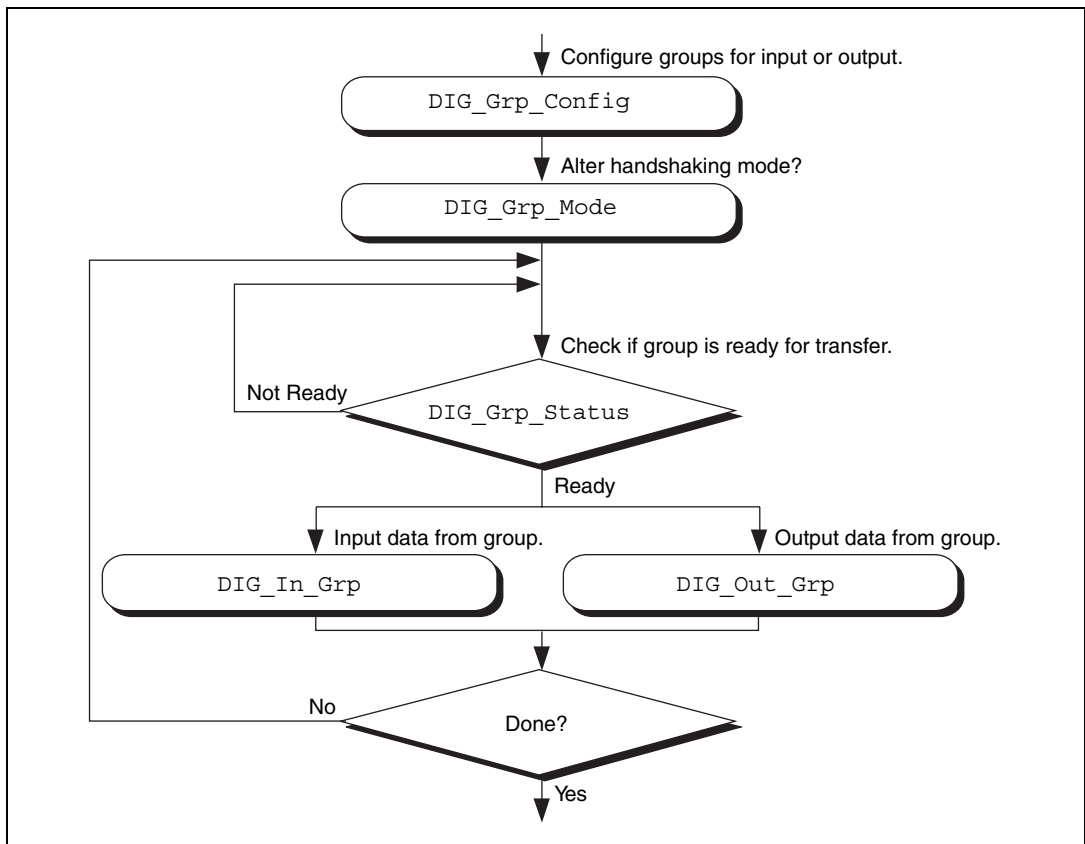 Configure groups for input or output.
DIG_Grp_Config
Alter handshaking mode?
DIG_Grp_Mode
Check if group is ready for transfer.
Not Ready
DIG_Grp_Status
Ready
Input data from group.
Output data from group.
DIG_In_Grp
DIG_Out_Grp
No
Done?
Yes